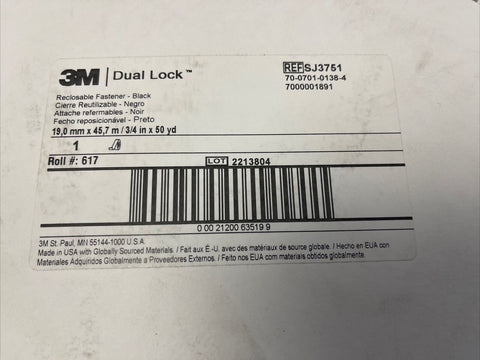 3M | Dual Lock™
REF SJ3751
70-0701-0138-4
7000001891
Reclosable Fastener - Black
Cierre Reutilizable - Negro
Attache refermables - Noir
Fecho reposicionável - Preto
19,0 mm x 45,7 m / 3/4 in x 50 yd
1
Roll #: 617
LOT 2213804
0 00 21200 63519 9
3M St. Paul, MN 55144-1000 U.S.A.
Made in USA with Globally Sourced Materials. / Fait aux É.-U. avec des matériaux de source globale. / Hecho en EUA con
Materiales Adquiridos Globalmente a Proveedores Externos. / Feito nos EUA com materiais obtidos globalmente.